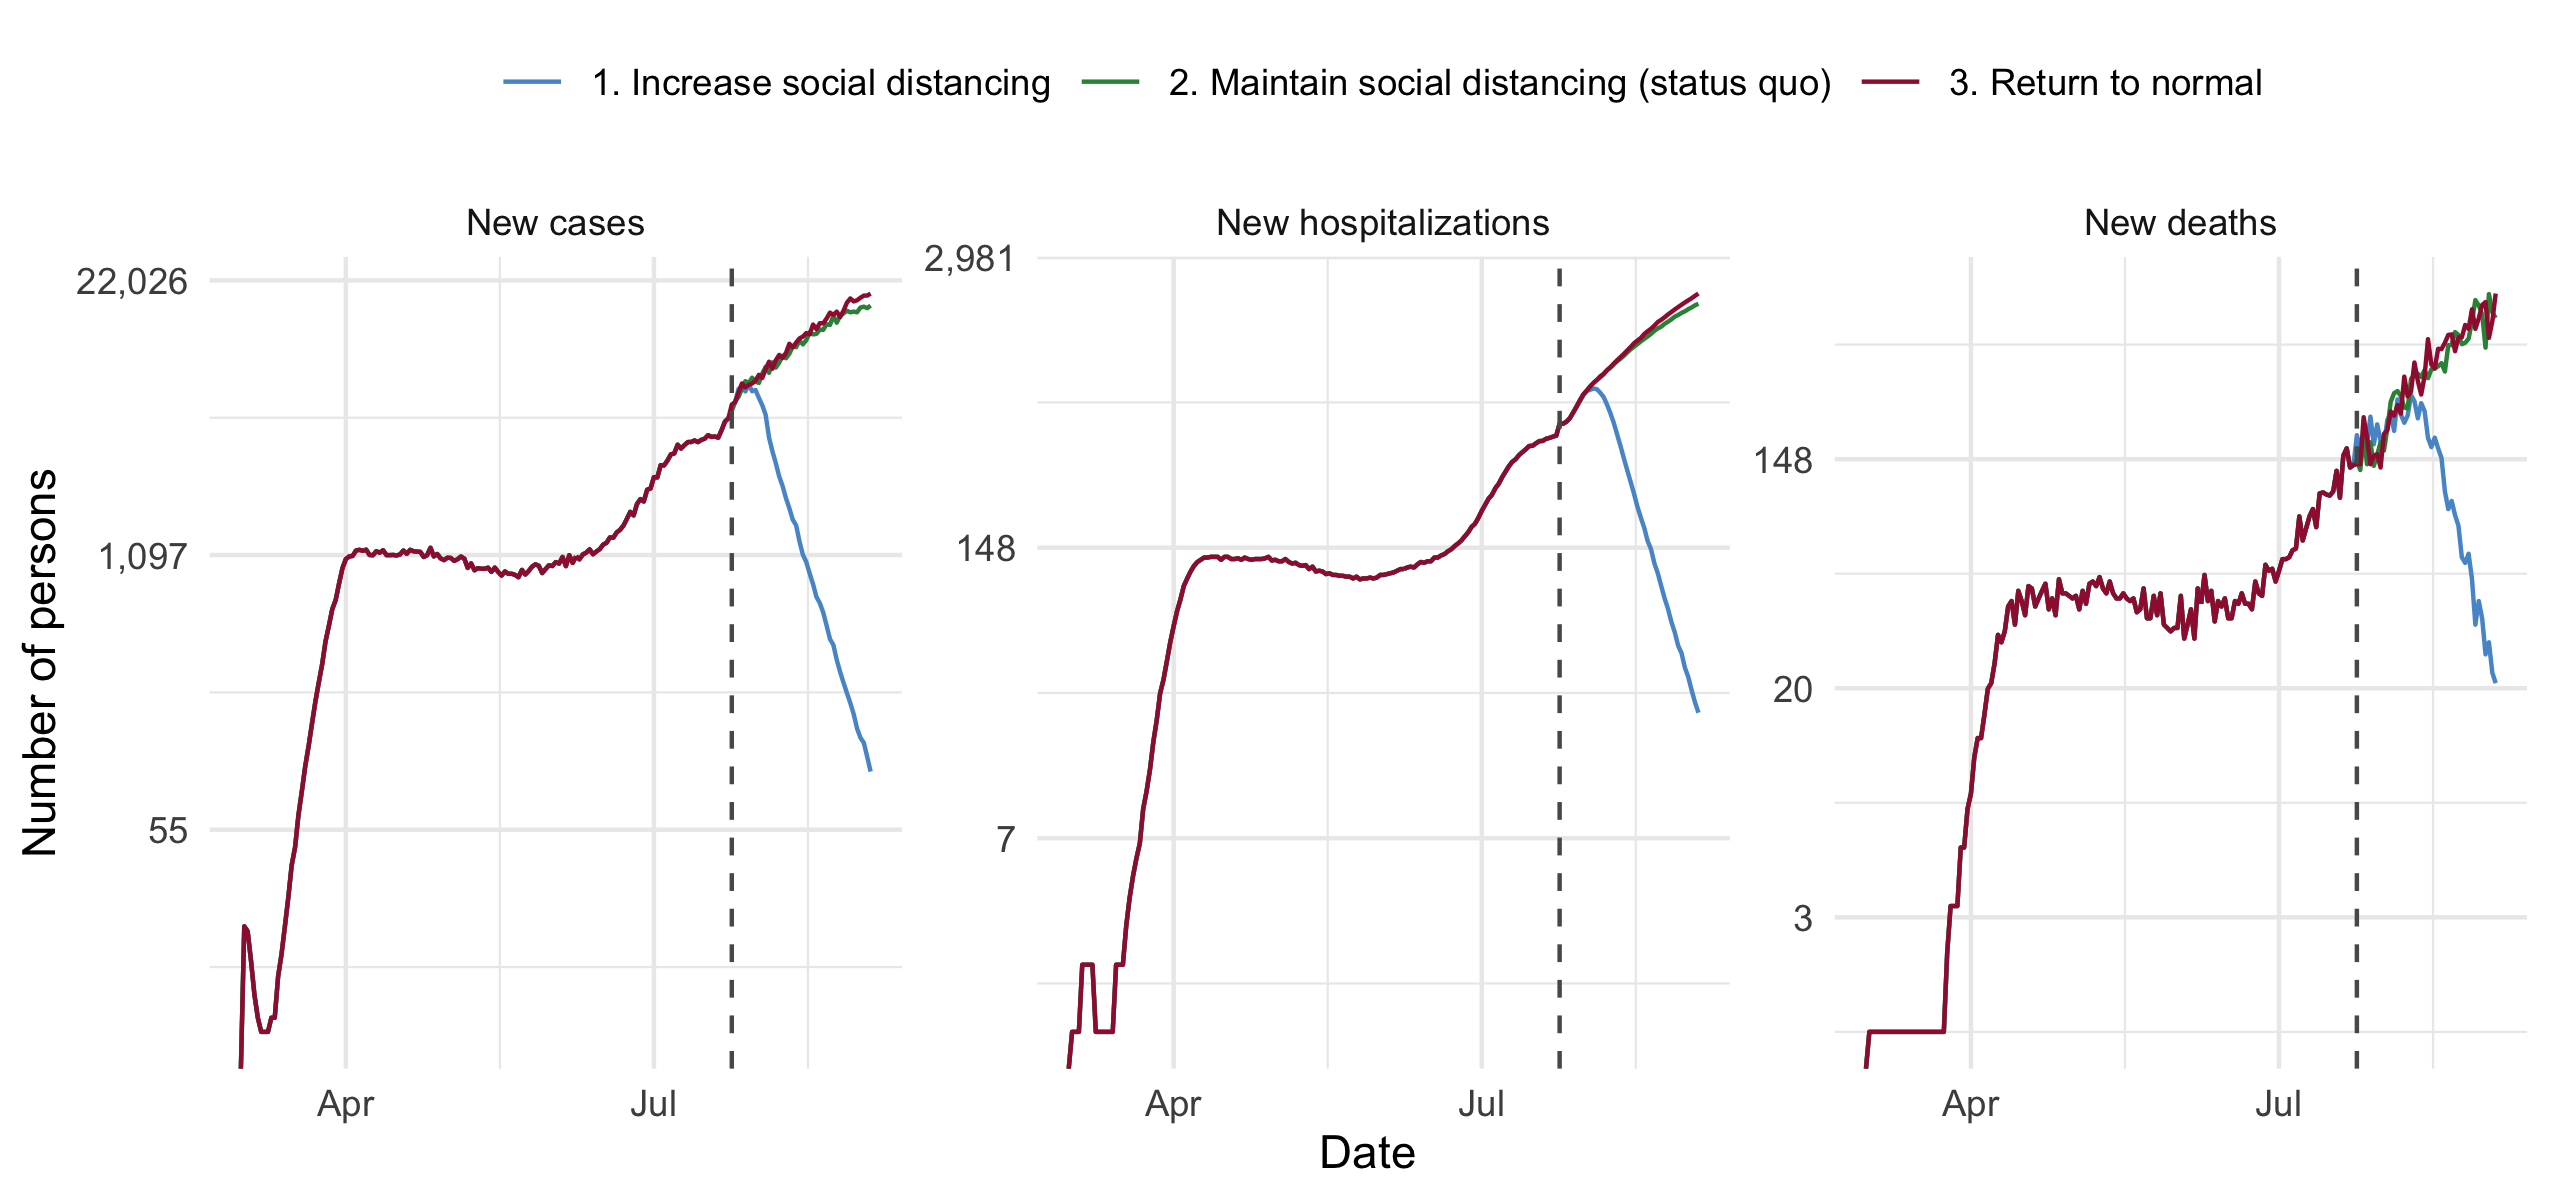 1. Increase social distancing 2. Maintain social distancing (status quo) 3. Return to normal
New cases New hospitalizations New deaths
Number of persons
22,026
1,097
55
2,981
148
7
148
20
3
Apr Jul Apr Jul Apr Jul
Date